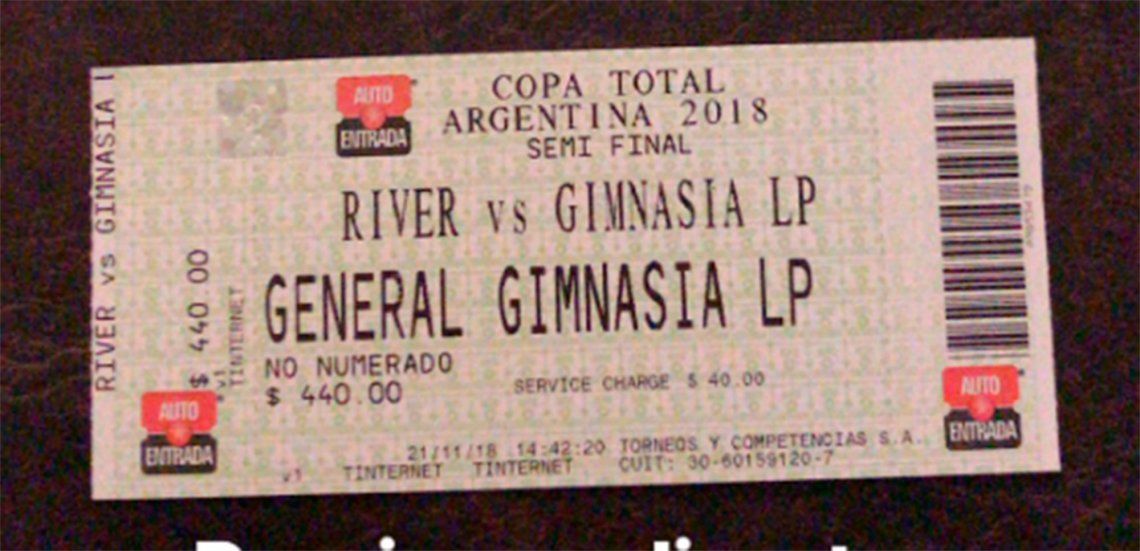 RIVER vs GIMNASIA L
$ 440 00
v1
TINTERNET
AUTO
ENTRADA
COPA TOTAL
ARGENTINA 2018
SEMI FINAL
RIVER vs GIMNASIA LP
GENERAL GIMNASIA LP
NO NUMERADO
$ 440.00
SERVICE CHARGE $ 40.00
AUTO
ENTRADA
AUTO
ENTRADA
21/11/18 14:42:20 TORNEOS Y COMPETENCIAS S.A.
v1 TINTERNET TINTERNET CUIT: 30-60159120-7